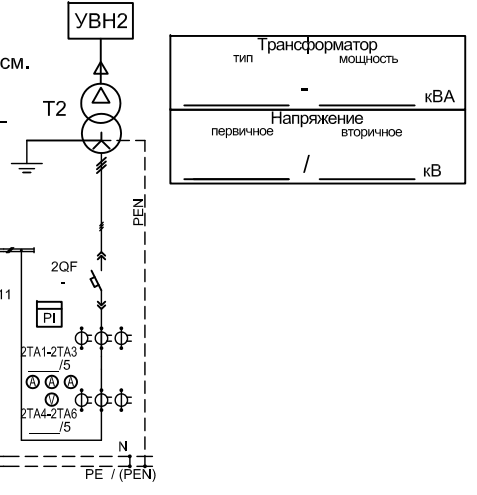 УВН2
см.
Трансформатор
тип мощность
- кВА
Т2
Напряжение
первичное вторичное
/ кВ
PEN
2QF
-
11
PI
2TA1-2TA3
/5
A A A
V
2TA4-2TA6
/5
N
PE / (PEN)